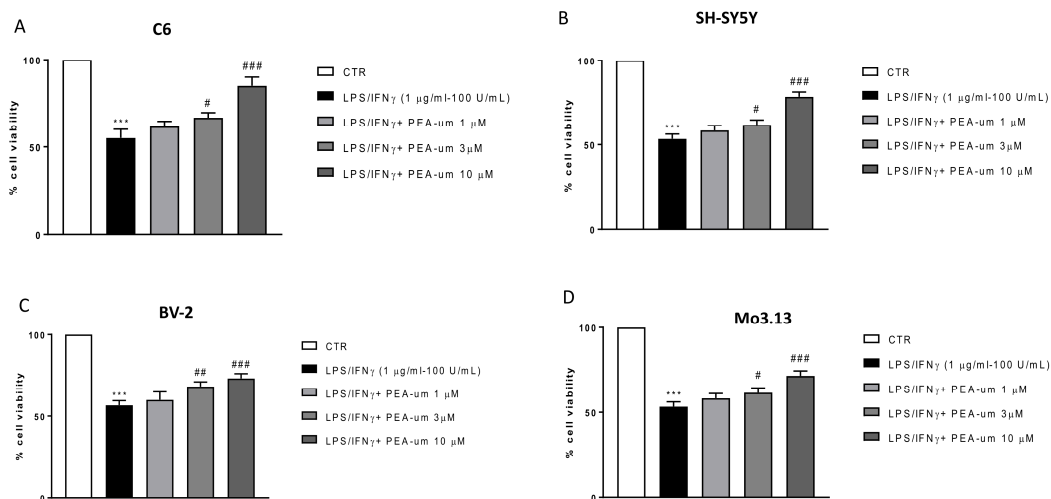 A
C6
100
50
0
% cell viability
***
#
###
CTR
LPS/IFNγ (1 µg/ml-100 U/mL)
LPS/IFNγ+ PEA-um 1 µM
LPS/IFNγ+ PEA-um 3µM
LPS/IFNγ+ PEA-um 10 µM
B
SH-SY5Y
100
50
0
% cell viability
***
#
###
CTR
LPS/IFNγ (1 µg/ml-100 U/mL)
LPS/IFNγ+ PEA-um 1 µM
LPS/IFNγ+ PEA-um 3µM
LPS/IFNγ+ PEA-um 10 µM
C
BV-2
100
50
0
% cell viability
***
##
###
CTR
LPS/IFNγ (1 µg/ml-100 U/mL)
LPS/IFNγ+ PEA-um 1 µM
LPS/IFNγ+ PEA-um 3µM
LPS/IFNγ+ PEA-um 10 µM
D
Mo3.13
100
50
0
% cell viability
***
#
###
CTR
LPS/IFNγ (1 µg/ml-100 U/mL)
LPS/IFNγ+ PEA-um 1 µM
LPS/IFNγ+ PEA-um 3µM
LPS/IFNγ+ PEA-um 10 µM